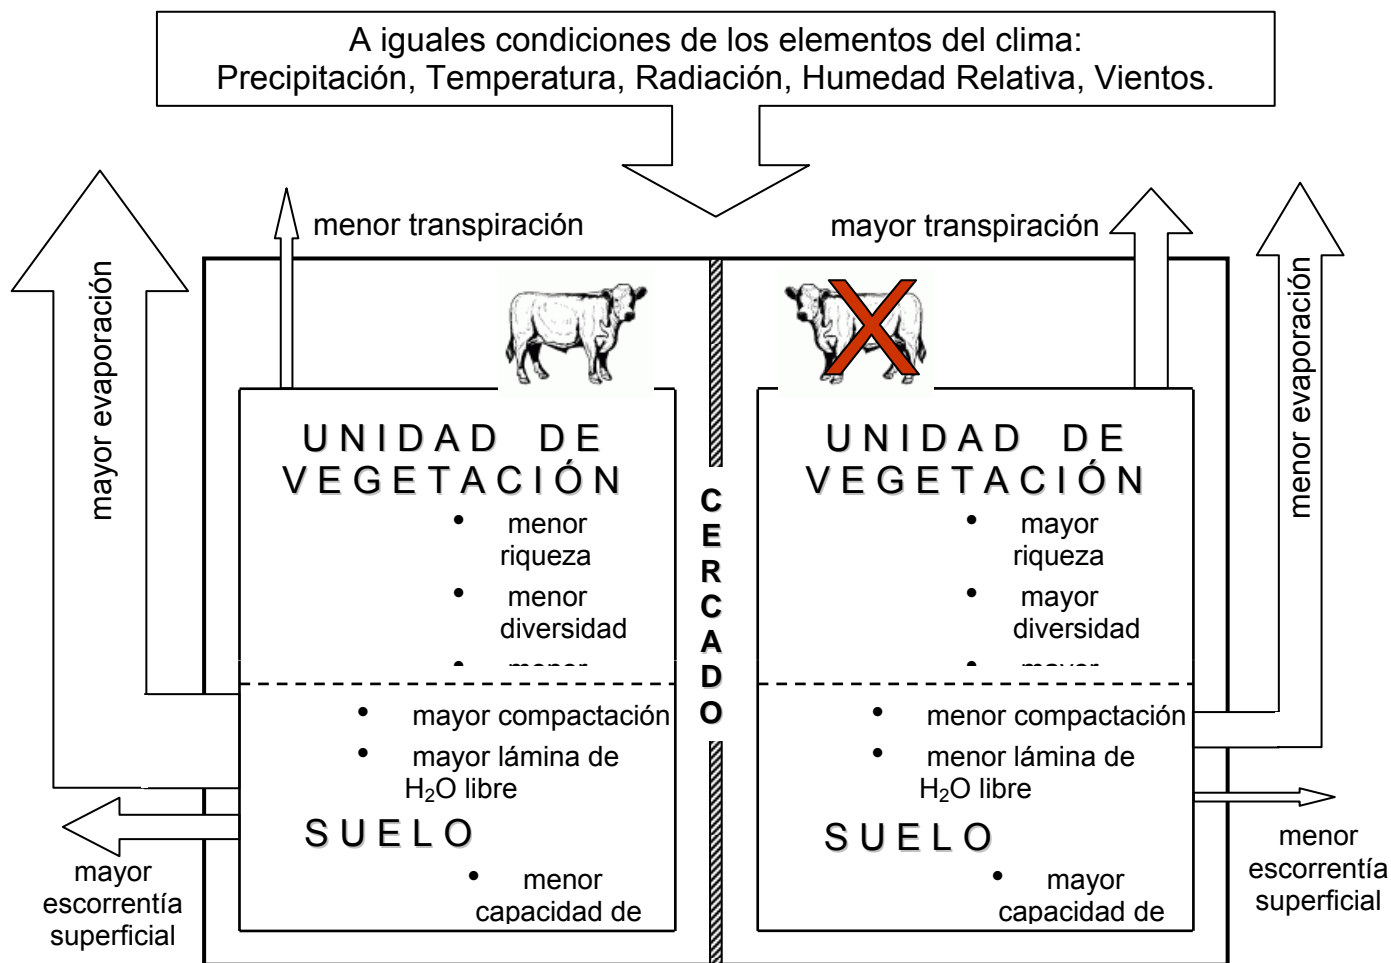 A iguales condiciones de los elementos del clima:
Precipitación, Temperatura, Radiación, Humedad Relativa, Vientos.
menor transpiración
mayor transpiración
mayor evaporación
menor evaporación
UNIDAD DE
VEGETACIÓN
• menor
riqueza
• menor
diversidad
• menor
• mayor compactación
• mayor lámina de
H₂O libre
SUELO
• menor
capacidad de
mayor
escorrentía
superficial
CERCADO
UNIDAD DE
VEGETACIÓN
• mayor
riqueza
• mayor
diversidad
• mayor
• menor compactación
• menor lámina de
H₂O libre
SUELO
• mayor
capacidad de
menor
escorrentía
superficial